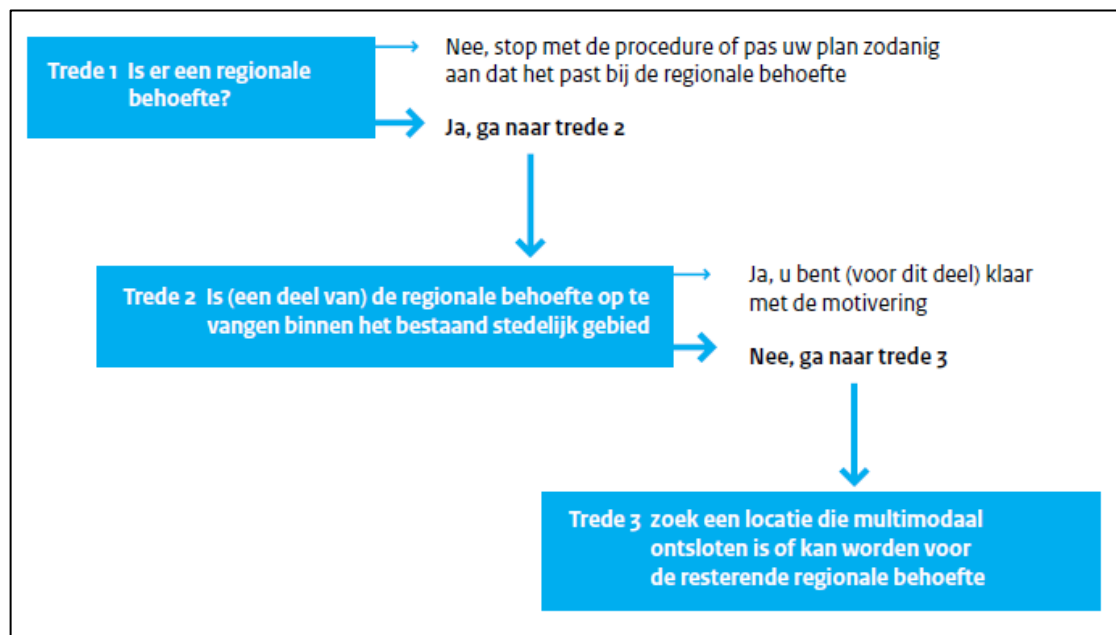 Trede 1 Is er een regionale
behoefte?
Nee, stop met de procedure of pas uw plan zodanig
aan dat het past bij de regionale behoefte
Ja, ga naar trede 2
Trede 2 Is (een deel van) de regionale behoefte op te
vangen binnen het bestaand stedelijk gebied
Ja, u bent (voor dit deel) klaar
met de motivering
Nee, ga naar trede 3
Trede 3 zoek een locatie die multimodaal
ontsloten is of kan worden voor
de resterende regionale behoefte